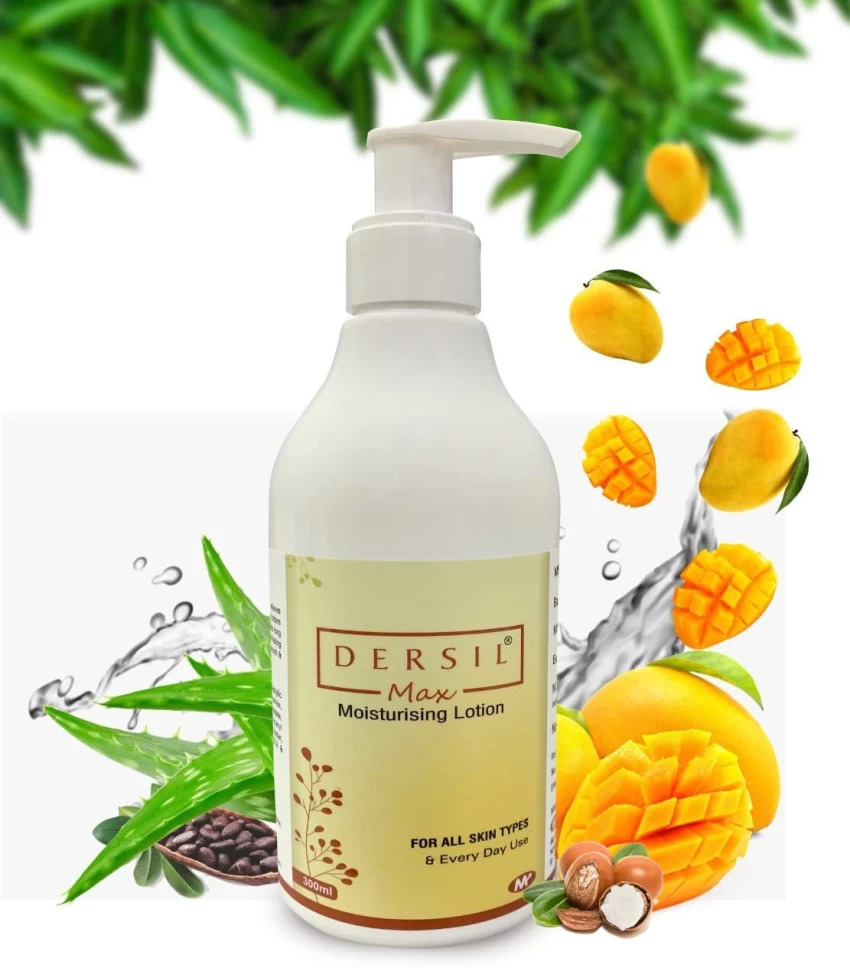 DERSIL®
Max
Moisturising Lotion
FOR ALL SKIN TYPES
& Every Day Use
300ml